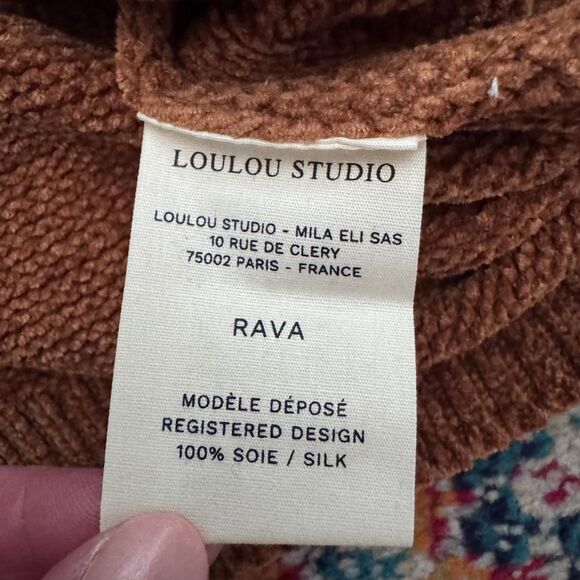 LOULOU STUDIO
LOULOU STUDIO - MILA ELI SAS
10 RUE DE CLERY
75002 PARIS - FRANCE
RAVA
MODÈLE DÉPOSÉ
REGISTERED DESIGN
100% SOIE / SILK